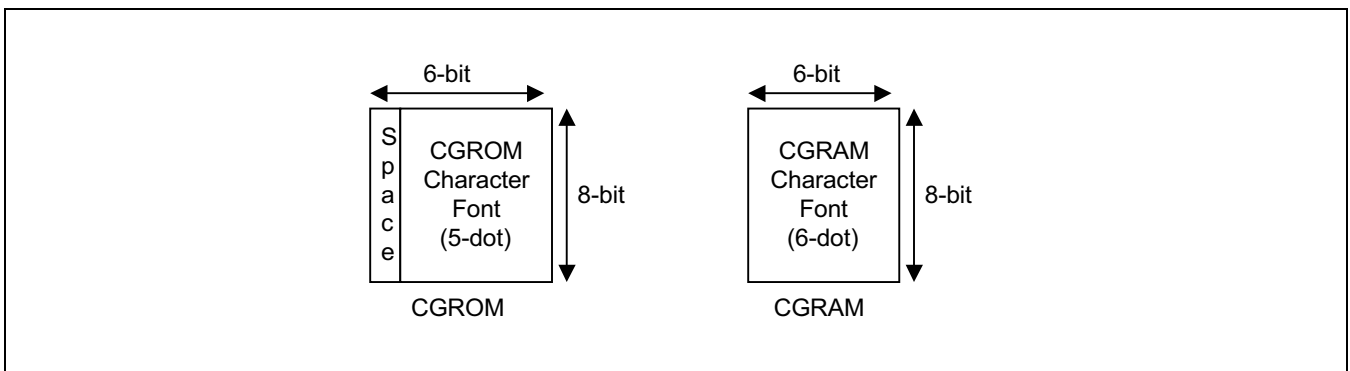 6-bit
Space
CGROM
Character
Font
(5-dot)
8-bit
CGROM
6-bit
CGRAM
Character
Font
(6-dot)
8-bit
CGRAM